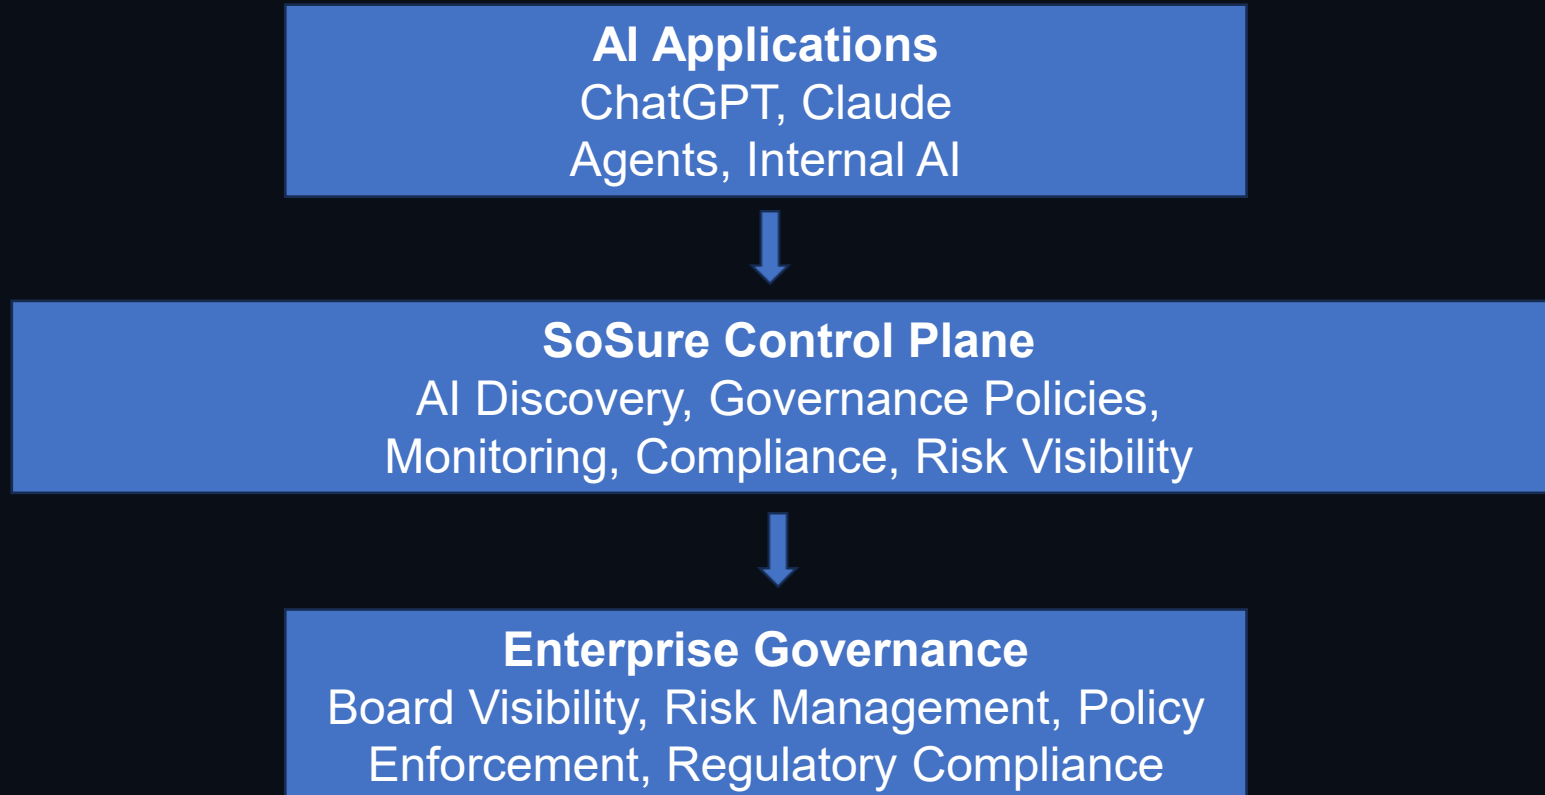 AI Applications
ChatGPT, Claude
Agents, Internal AI
SoSure Control Plane
AI Discovery, Governance Policies,
Monitoring, Compliance, Risk Visibility
Enterprise Governance
Board Visibility, Risk Management, Policy
Enforcement, Regulatory Compliance